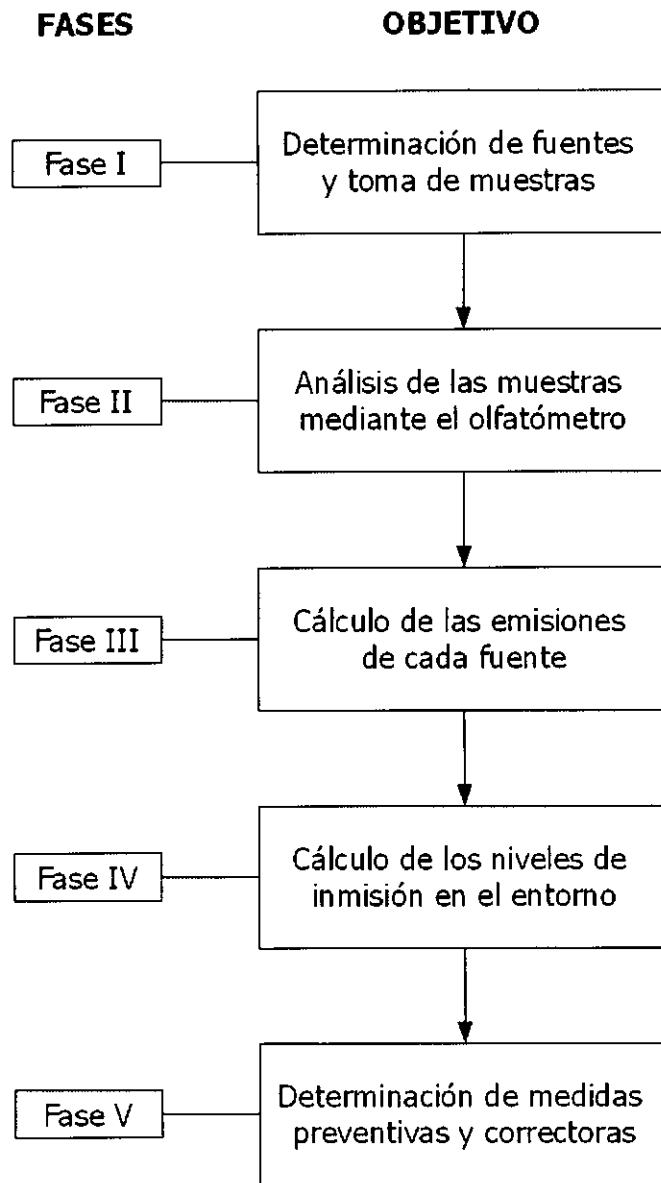 FASES OBJETIVO
Fase I
Determinación de fuentes
y toma de muestras
Fase II
Análisis de las muestras
mediante el olfatómetro
Fase III
Cálculo de las emisiones
de cada fuente
Fase IV
Cálculo de los niveles de
inmisión en el entorno
Fase V
Determinación de medidas
preventivas y correctoras